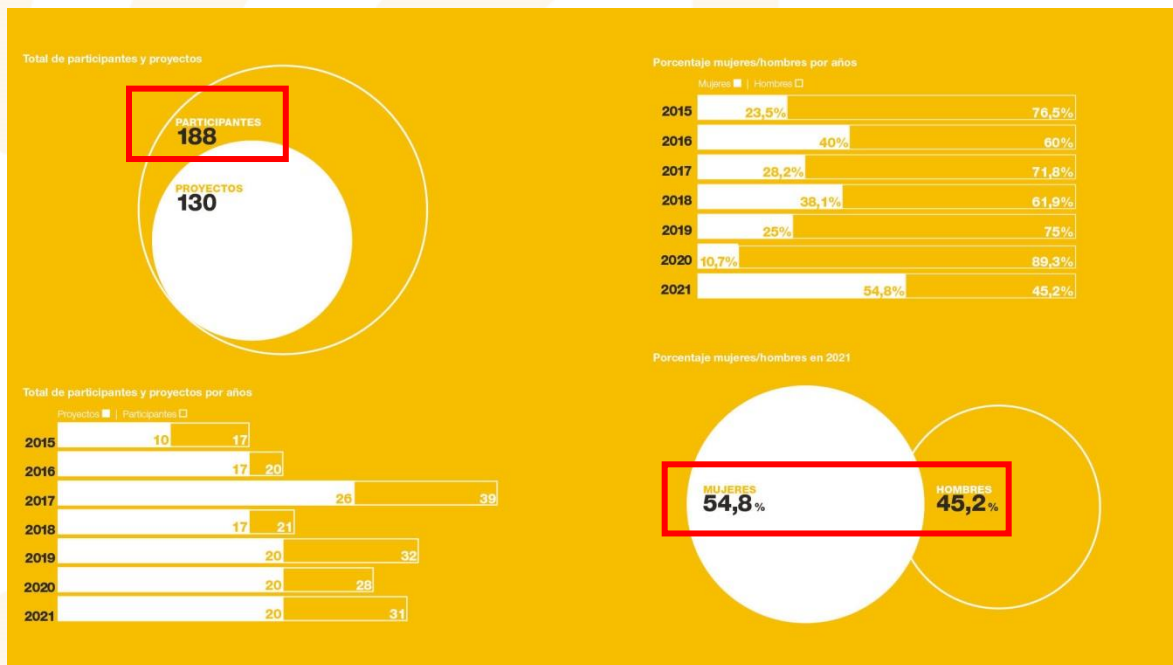 Total de participantes y proyectos
PARTICIPANTES
188
PROYECTOS
130
Total de participantes y proyectos por años
Proyectos | Participantes
2015 10 17
2016 17 20
2017 26 39
2018 17 21
2019 20 32
2020 20 28
2021 20 31
Porcentaje mujeres/hombres por años
Mujeres | Hombres
2015 23,5% 76,5%
2016 40% 60%
2017 28,2% 71,8%
2018 38,1% 61,9%
2019 25% 75%
2020 10,7% 89,3%
2021 54,8% 45,2%
Porcentaje mujeres/hombres en 2021
MUJERES
54,8%
HOMBRES
45,2%